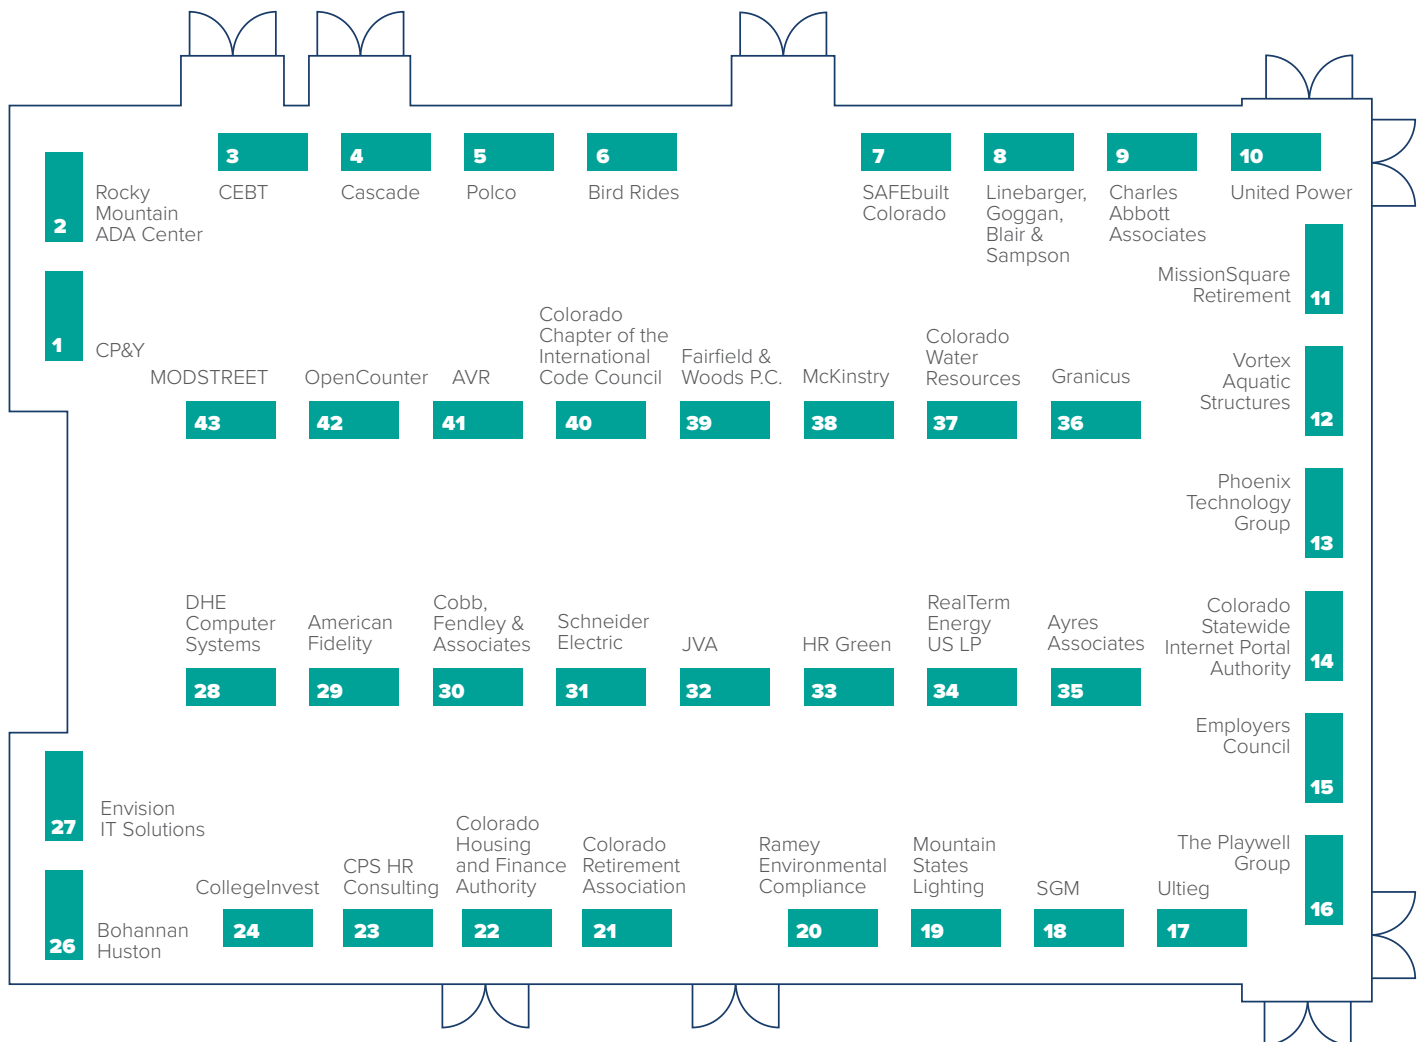 3
4
5
6
7
8
9
10
CEBT
Cascade
Polco
Bird Rides
SAFEbuilt
Colorado
Linebarger,
Goggan,
Blair &
Sampson
Charles
Abbott
Associates
United Power
2
Rocky
Mountain
ADA Center
1
CP&Y
MissionSquare
Retirement
11
Vortex
Aquatic
Structures
12
Phoenix
Technology
Group
13
Colorado
Statewide
Internet Portal
Authority
14
Employers
Council
15
The Playwell
Group
16
MODSTREET
43
OpenCounter
42
AVR
41
Colorado
Chapter of the
International
Code Council
40
Fairfield &
Woods P.C.
39
McKinstry
38
Colorado
Water
Resources
37
Granicus
36
DHE
Computer
Systems
28
American
Fidelity
29
Cobb,
Fendley &
Associates
30
Schneider
Electric
31
JVA
32
HR Green
33
RealTerm
Energy
US LP
34
Ayres
Associates
35
27
Envision
IT Solutions
26
Bohannan
Huston
CollegeInvest
24
CPS HR
Consulting
23
Colorado
Housing
and Finance
Authority
22
Colorado
Retirement
Association
21
Ramey
Environmental
Compliance
20
Mountain
States
Lighting
19
SGM
18
Ultieg
17